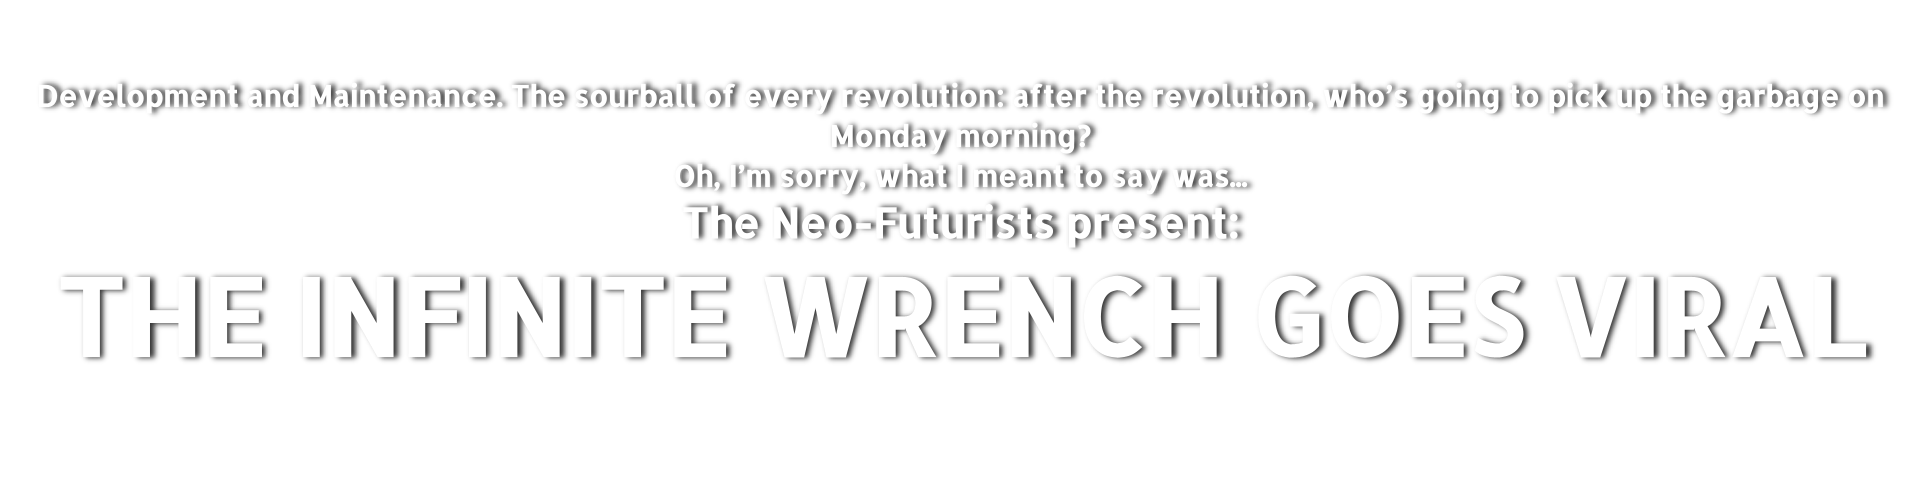 Development and Maintenance. The sourball of every revolution: after the revolution, who’s going to pick up the garbage on
Monday morning?
Oh, I’m sorry, what I meant to say was...
The Neo-Futurists present:
THE INFINITE WRENCH GOES VIRAL